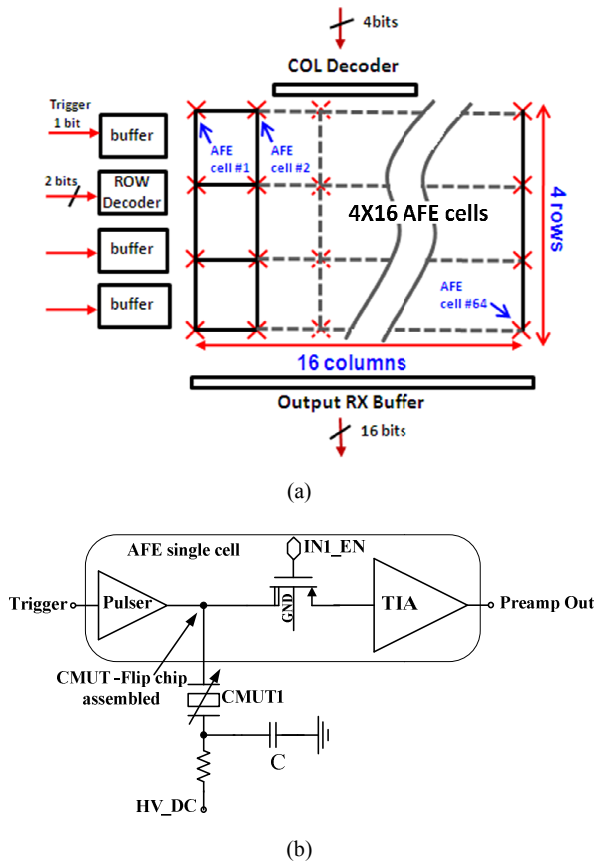 4bits
COL Decoder
Trigger
1 bit
buffer
AFE
cell #1
AFE
cell #2
2 bits
ROW
Decoder
4X16 AFE cells
4 rows
buffer
buffer
AFE
cell #64
16 columns
Output RX Buffer
16 bits
(a)
AFE single cell
IN1_EN
Trigger
Pulser
GND
TIA
Preamp Out
CMUT -Flip chip
assembled
CMUT1
C
HV_DC
(b)